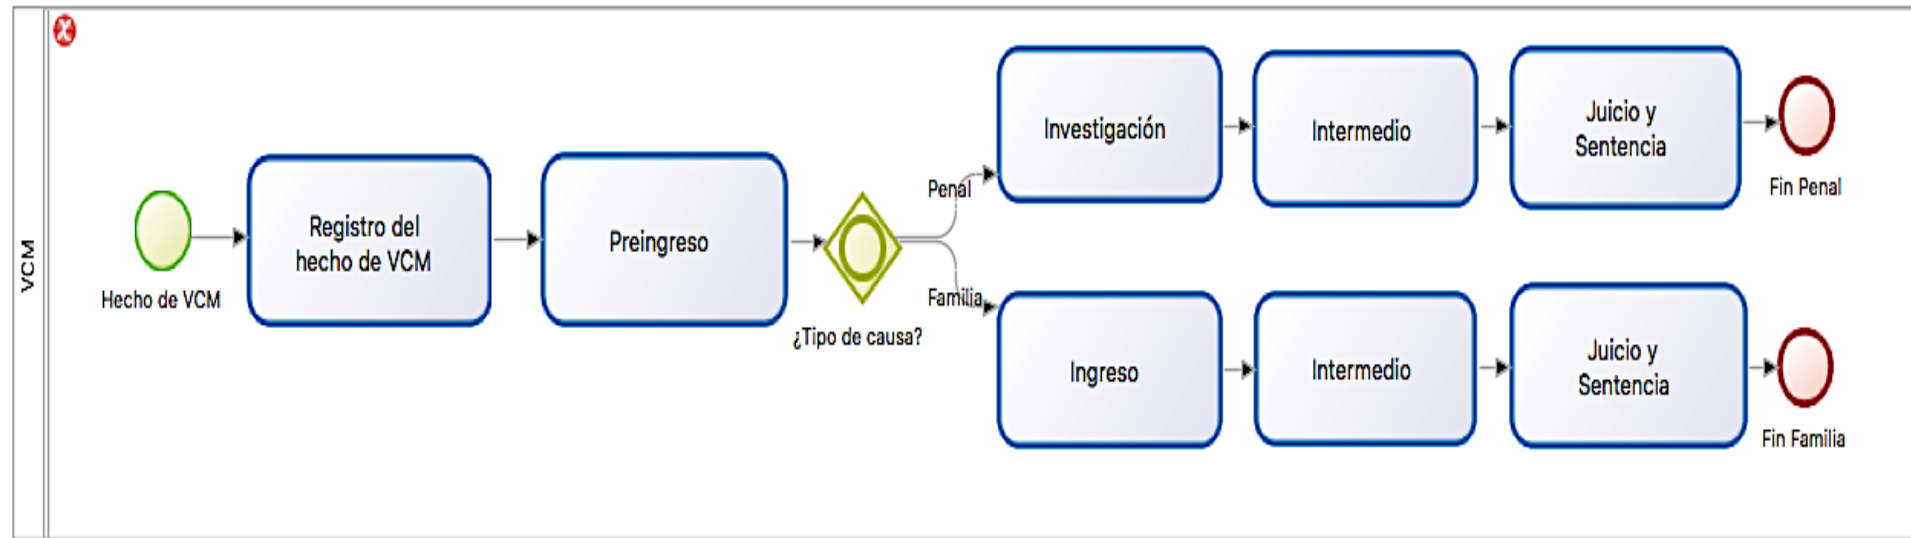 VCM
Hecho de VCM
Registro del
hecho de VCM
Preingreso
¿Tipo de causa?
Penal
Familia
Investigación
Intermedio
Juicio y
Sentencia
Fin Penal
Ingreso
Intermedio
Juicio y
Sentencia
Fin Familia